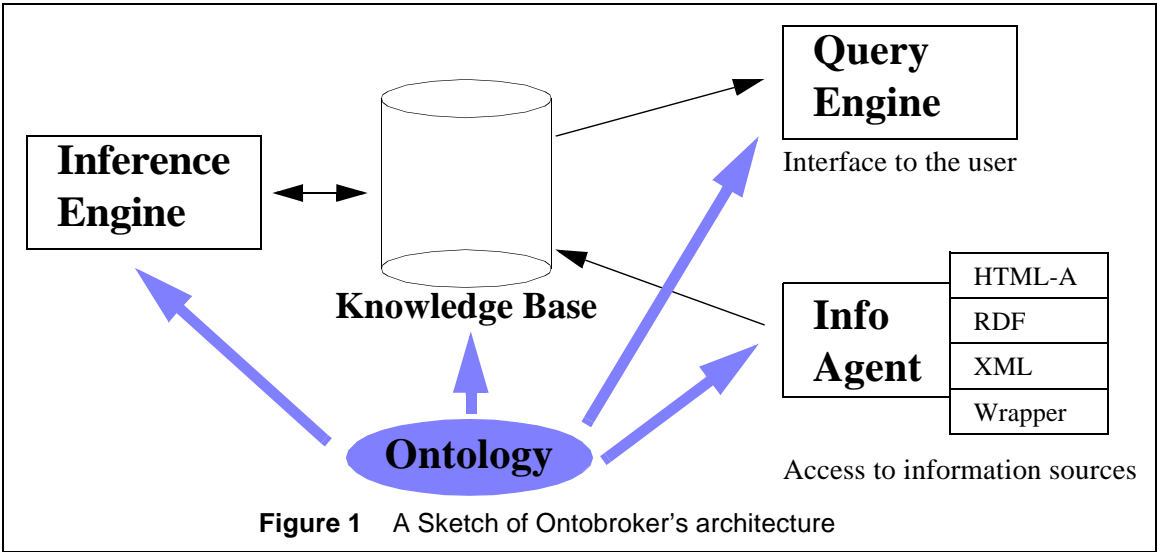 Query
Engine
Interface to the user
Inference
Engine
Knowledge Base
Info
Agent
HTML-A
RDF
XML
Wrapper
Access to information sources
Ontology
Figure 1 A Sketch of Ontobroker's architecture